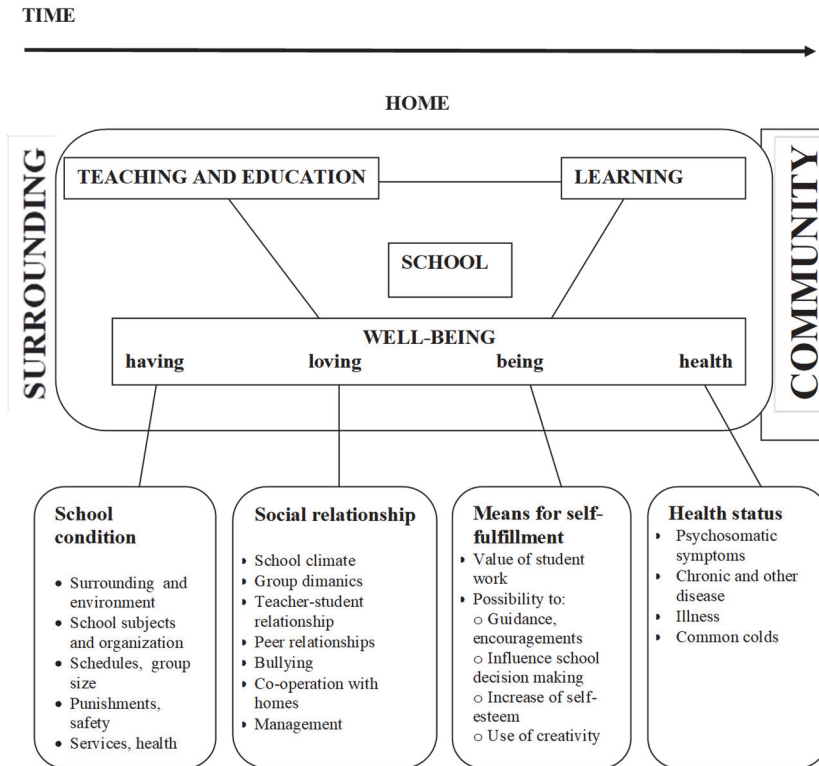 TIME
HOME
SURROUNDING
COMMUNITY
TEACHING AND EDUCATION
LEARNING
SCHOOL
WELL-BEING
having loving being health
School
condition
• Surrounding and
environment
• School subjects
and organization
• Schedules, group
size
• Punishments,
safety
• Services, health
Social relationship
School climate
Group dimanics
Teacher-student
relationship
Peer relationships
Bullying
Co-operation with
homes
Management
Means for self-
fulfillment
Value of student
work
Possibility to:
o Guidance,
encouragements
o Influence school
decision making
o Increase of self-
esteem
o Use of creativity
Health status
Psychosomatic
symptoms
Chronic and other
disease
Illness
Common colds